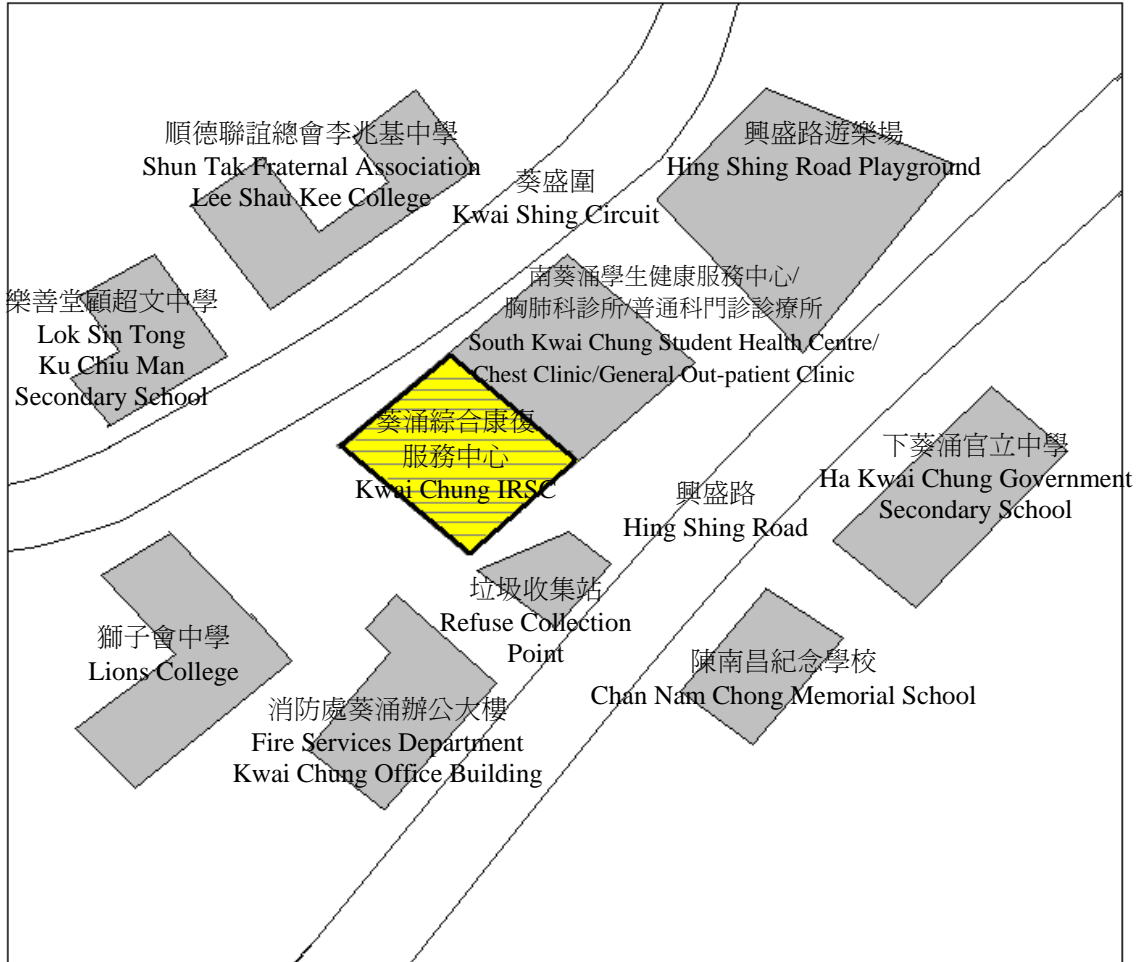 順德聯誼總會李兆基中學
Shun Tak Fraternal Association
Lee Shau Kee College
興盛路遊樂場
Hing Shing Road Playground
葵盛圍
Kwai Shing Circuit
樂善堂顧超文中學
Lok Sin Tong
Ku Chiu Man
Secondary School
南葵涌學生健康服務中心/
胸肺科診所/普通科門診診療所
South Kwai Chung Student Health Centre/
Chest Clinic/General Out-patient Clinic
葵涌綜合康復
服務中心
Kwai Chung IRSC
下葵涌官立中學
Ha Kwai Chung Government
Secondary School
興盛路
Hing Shing Road
垃圾收集站
Refuse Collection
Point
獅子會中學
Lions College
陳南昌紀念學校
Chan Nam Chong Memorial School
消防處葵涌辦公大樓
Fire Services Department
Kwai Chung Office Building